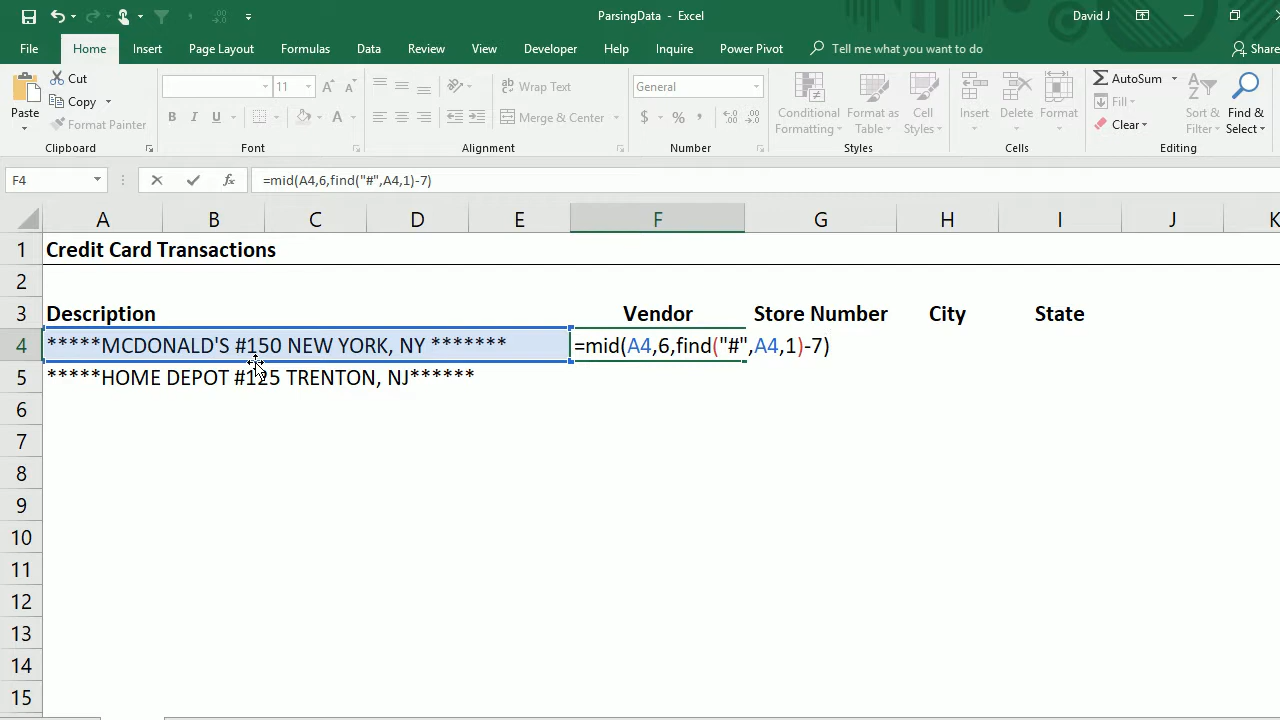 ParsingData - Excel
David J
File Home Insert Page Layout Formulas Data Review View Developer Help Inquire Power Pivot Tell me what you want to do Share
Paste
Cut
Copy
Format Painter
Clipboard
11 A A
B I U A
Font
ab
Wrap Text
Merge & Center
Alignment
General
$ % , .00 .0
Number
Conditional Formatting
Format as Table
Cell Styles
Styles
Insert Delete Format
Cells
AutoSum
Fill
Clear
Sort & Filter
Find & Select
Editing
F4 fx =mid(A4,6,find("#",A4,1)-7)
A B C D E F G H I J K
1 Credit Card Transactions
2
3 Description Vendor Store Number City State
4 *****MCDONALD'S #150 NEW YORK, NY ******* =mid(A4,6,find("#",A4,1)-7)
5 *****HOME DEPOT #125 TRENTON, NJ******
6
7
8
9
10
11
12
13
14
15